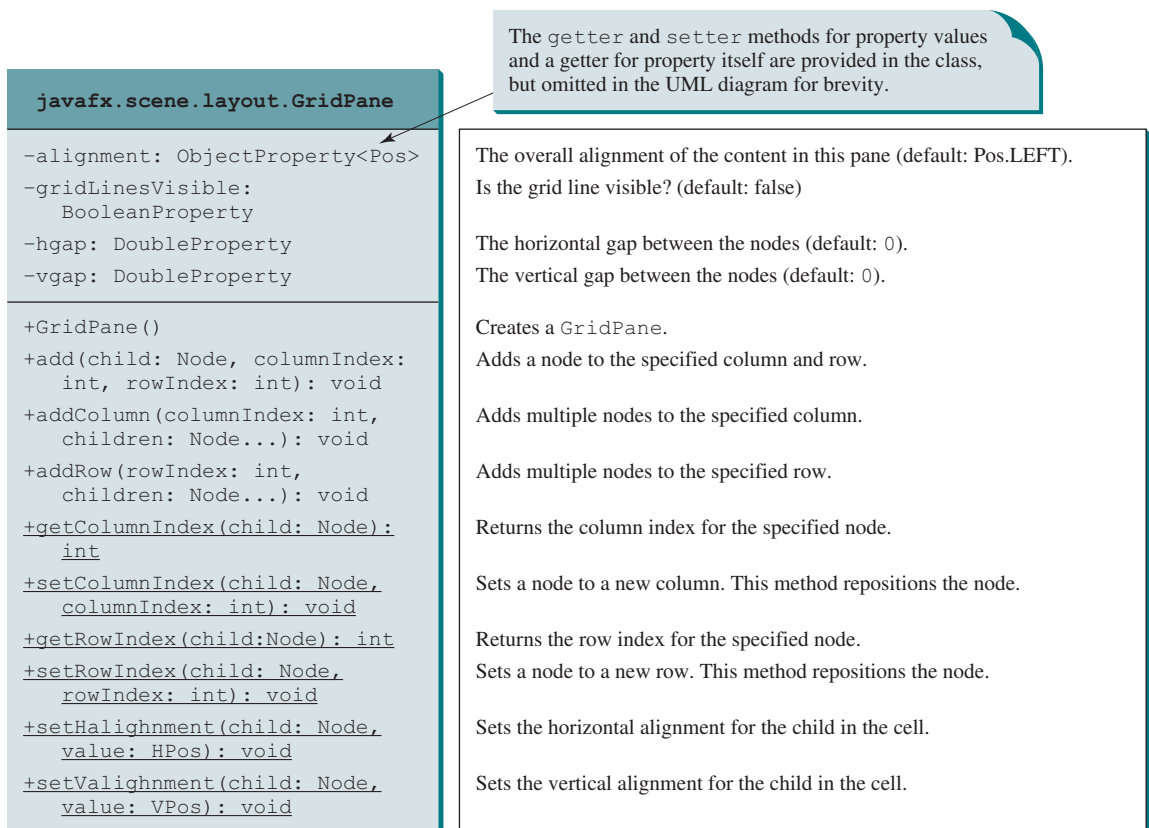 The getter and setter methods for property values
and a getter for property itself are provided in the class,
but omitted in the UML diagram for brevity.
javafx.scene.layout.GridPane
-alignment: ObjectProperty<Pos>
The overall alignment of the content in this pane (default: Pos.LEFT).
-gridLinesVisible:
BooleanProperty
Is the grid line visible? (default: false)
-hgap: DoubleProperty
The horizontal gap between the nodes (default: 0).
-vgap: DoubleProperty
The vertical gap between the nodes (default: 0).
+GridPane()
Creates a GridPane.
+add(child: Node, columnIndex:
int, rowIndex: int): void
Adds a node to the specified column and row.
+addColumn(columnIndex: int,
children: Node...): void
Adds multiple nodes to the specified column.
+addRow(rowIndex: int,
children: Node...): void
Adds multiple nodes to the specified row.
+getColumnIndex(child: Node):
int
Returns the column index for the specified node.
+setColumnIndex(child: Node,
columnIndex: int): void
Sets a node to a new column. This method repositions the node.
+getRowIndex(child:Node): int
Returns the row index for the specified node.
+setRowIndex(child: Node,
rowIndex: int): void
Sets a node to a new row. This method repositions the node.
+setHalighnment(child: Node,
value: HPos): void
Sets the horizontal alignment for the child in the cell.
+setValighnment(child: Node,
value: VPos): void
Sets the vertical alignment for the child in the cell.